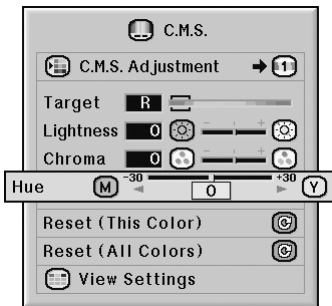 C.M.S.
C.M.S. Adjustment 1
Target R
Lightness 0 - +
Chroma 0 - +
Hue M -30 0 +30 Y
Reset (This Color)
Reset (All Colors)
View Settings